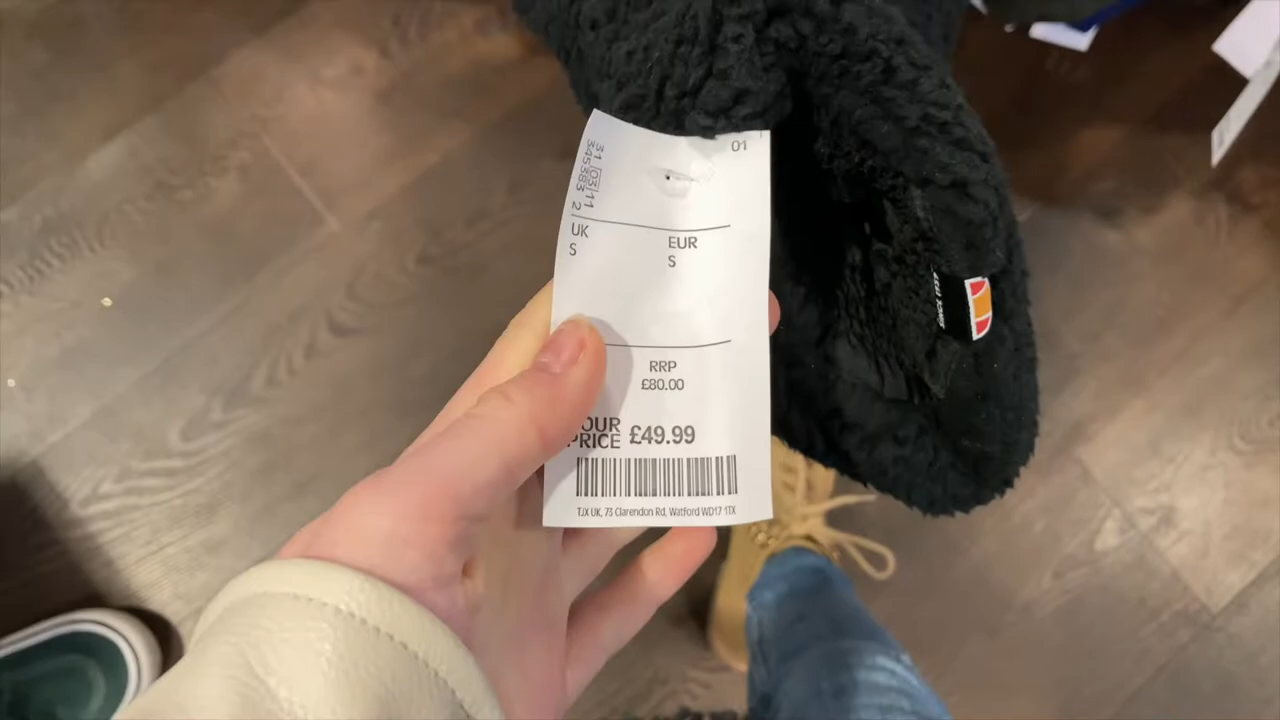 01
31 03 11
345383 2
UK
S
EUR
S
RRP
£80.00
OUR
PRICE £49.99
TJX UK, 73 Clarendon Rd, Watford WD17 1TX